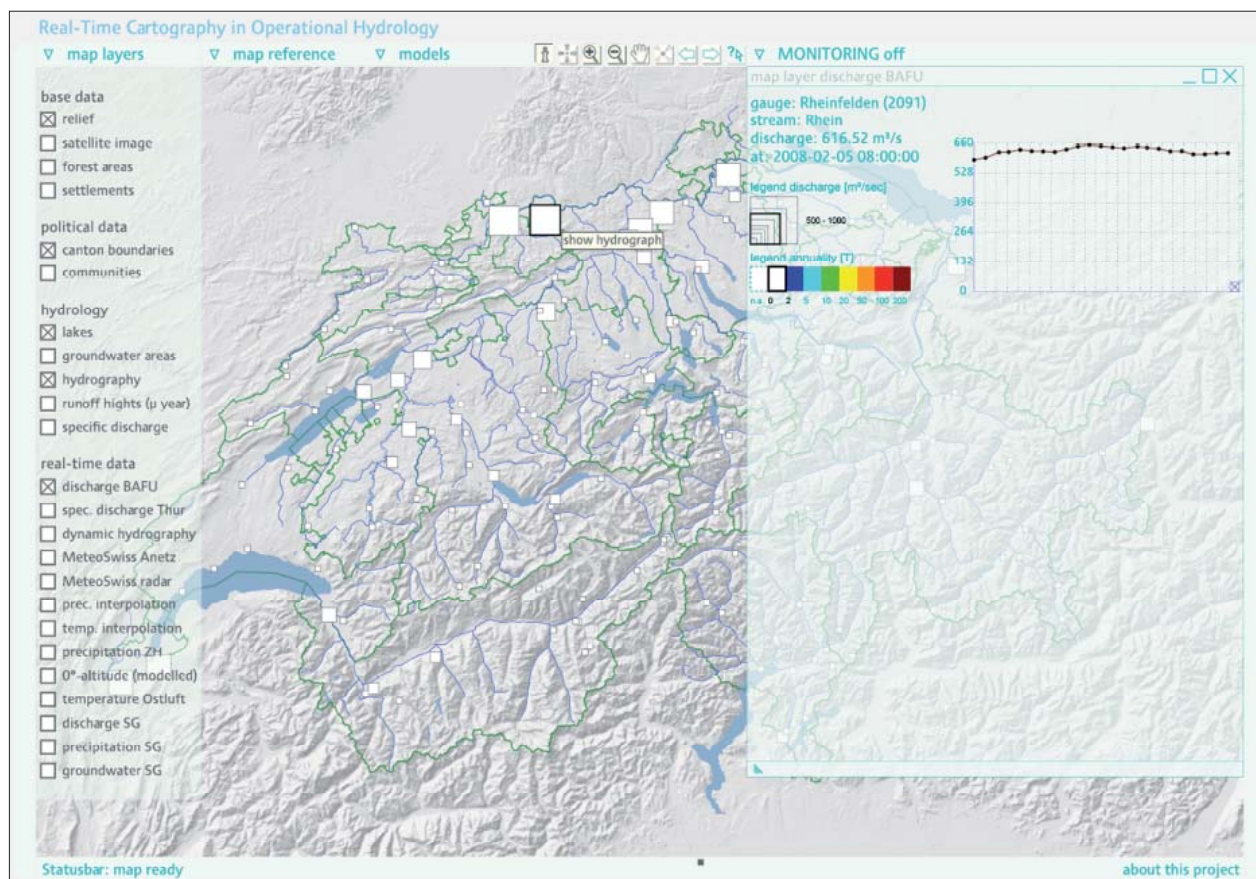 Real-Time Cartography in Operational Hydrology
map layers map reference models ? MONITORING off
map layer discharge BAFU
base data
relief
satellite image
forest areas
settlements
political data
canton boundaries
communities
hydrology
lakes
groundwater areas
hydrography
runoff hights (µ year)
specific discharge
real-time data
discharge BAFU
spec. discharge Thur
dynamic hydrography
MeteoSwiss Anetz
MeteoSwiss radar
prec. interpolation
temp. interpolation
precipitation ZH
0°-altitude (modelled)
temperature Ostluft
discharge SG
precipitation SG
groundwater SG
show hydrograph
gauge: Rheinfelden (2091)
stream: Rhein
discharge: 616.52 m³/s
at: 2008-02-05 08:00:00
legend discharge [m³/sec]
500 - 1000
legend annuality [T]
n.a. 0 2 5 10 20 50 100 200
660
528
396
264
132
0
Statusbar: map ready
about this project